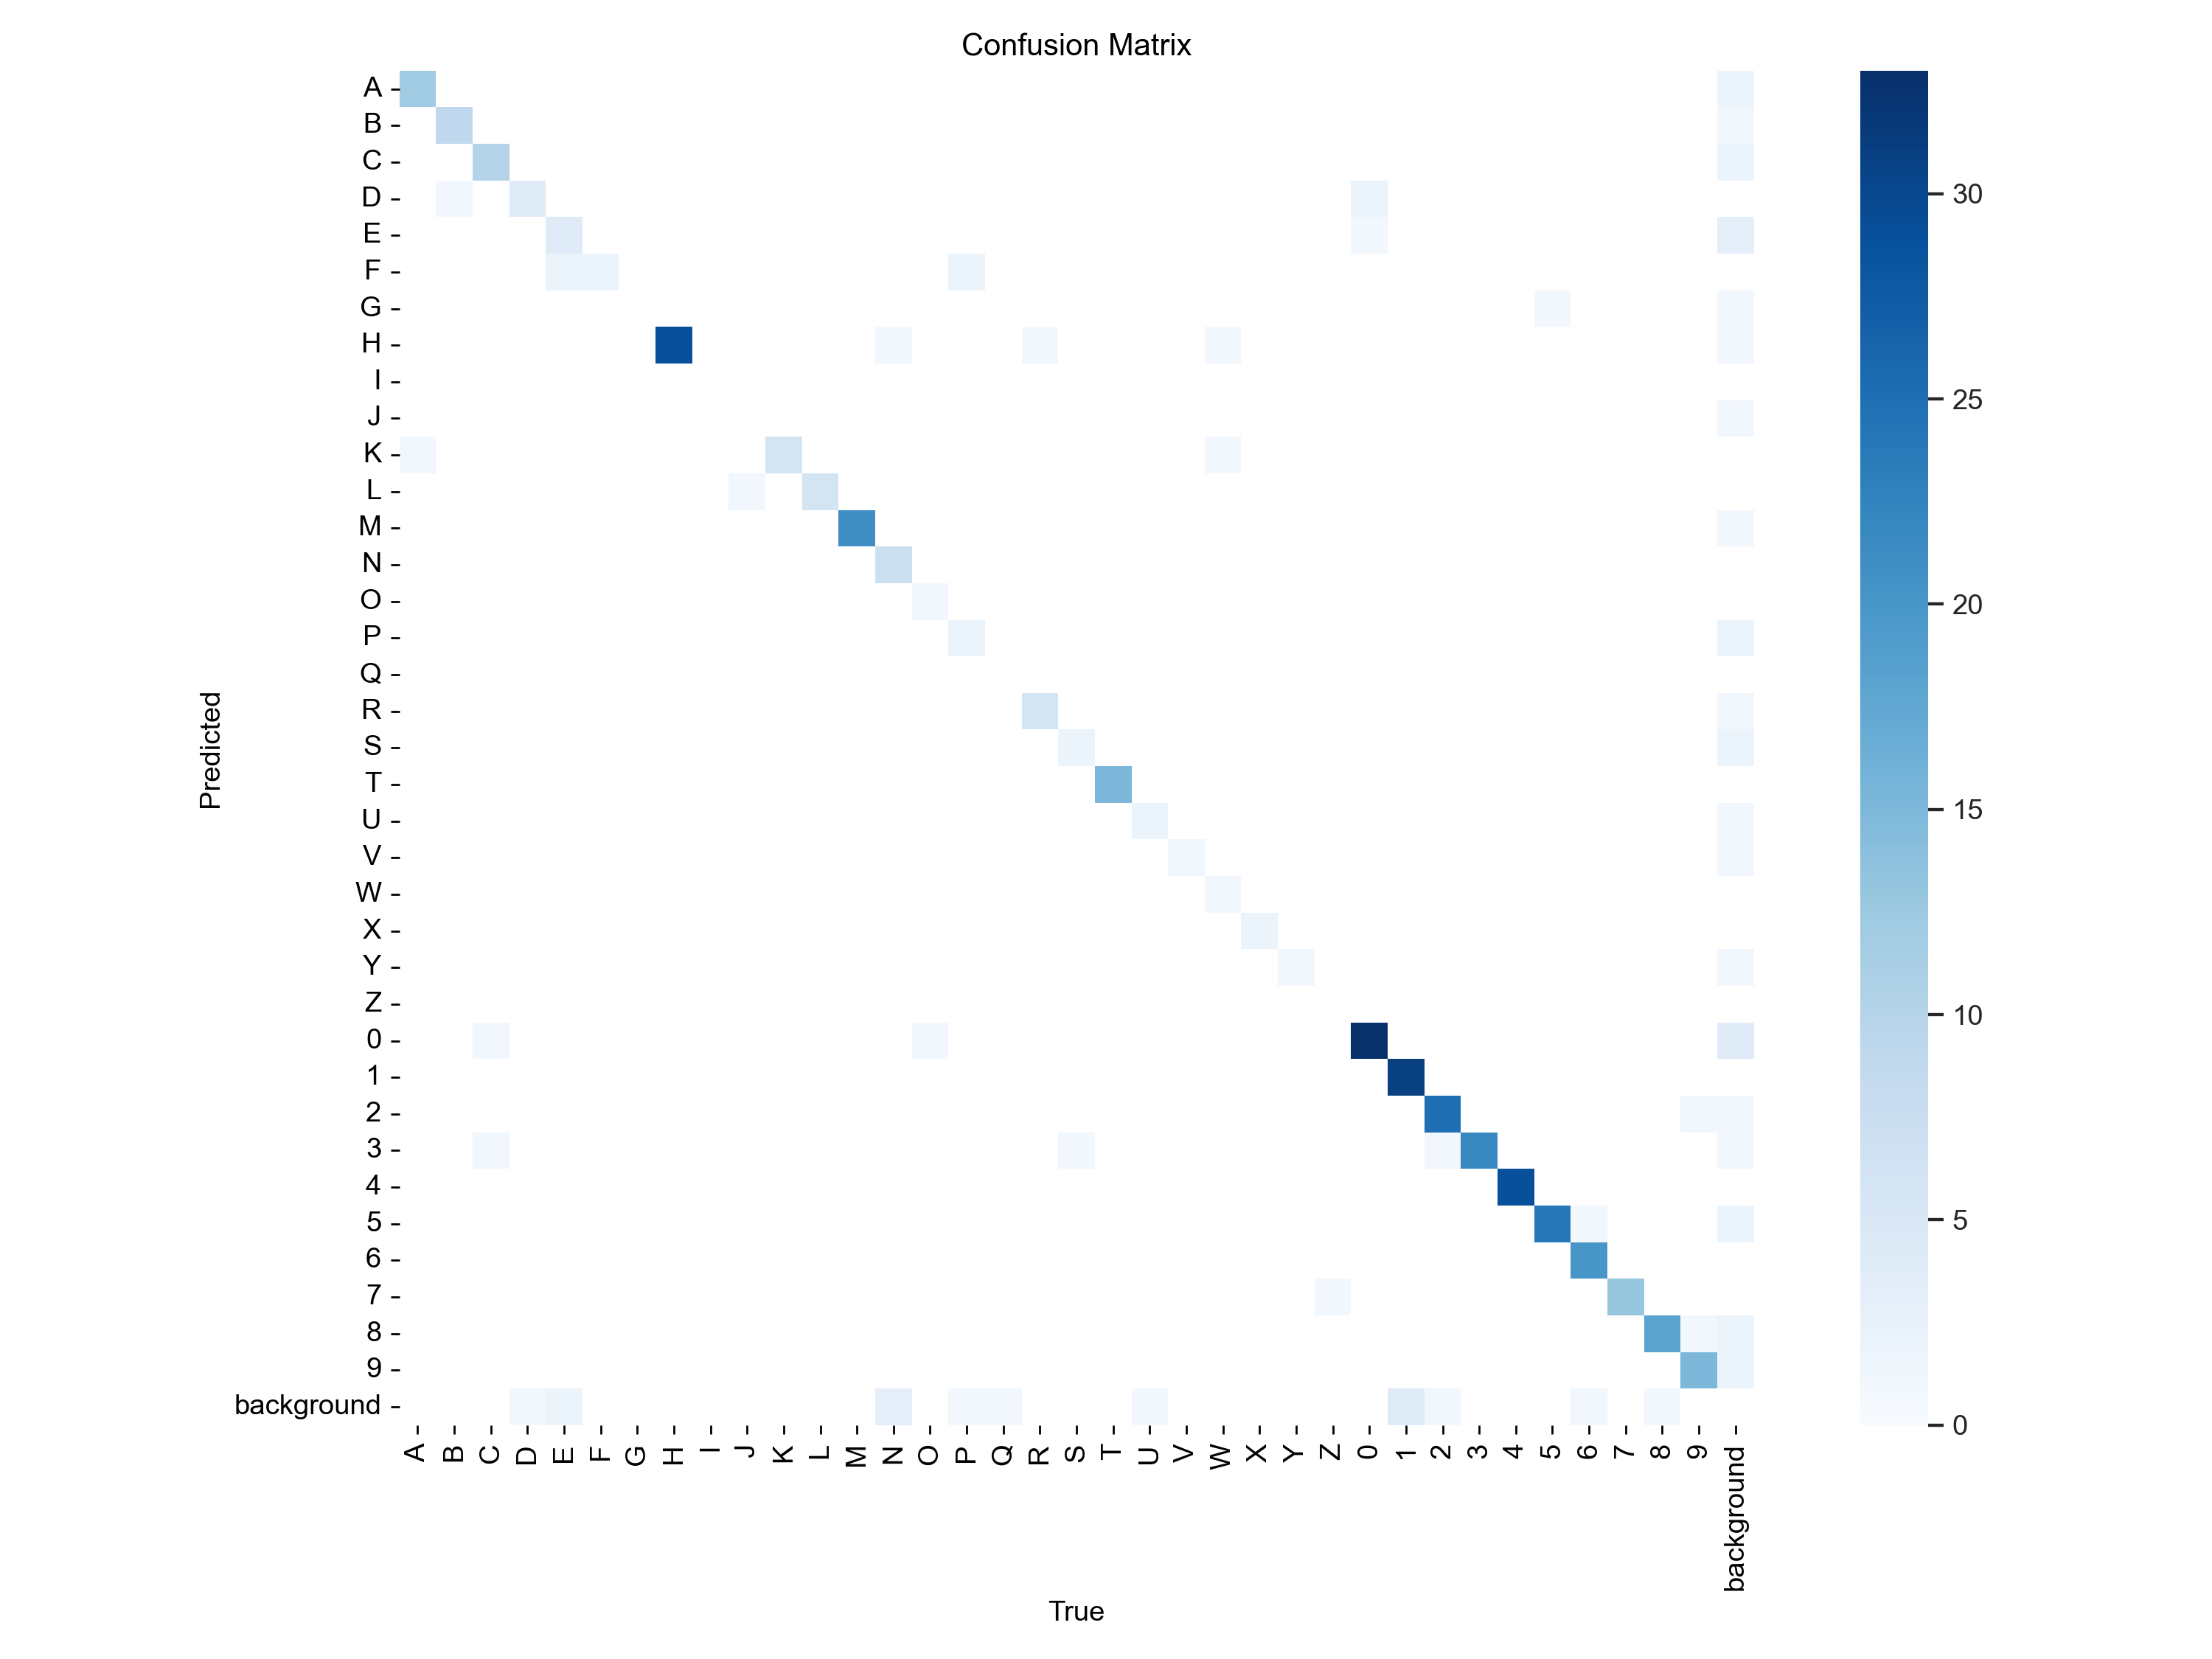 Confusion Matrix
Predicted
A
B
C
D
E
F
G
H
I
J
K
L
M
N
O
P
Q
R
S
T
U
V
W
X
Y
Z
0
1
2
3
4
5
6
7
8
9
background
A B C D E F G H I J K L M N O P Q R S T U V W X Y Z 0 1 2 3 4 5 6 7 8 9 background
True
30
25
20
15
10
5
0